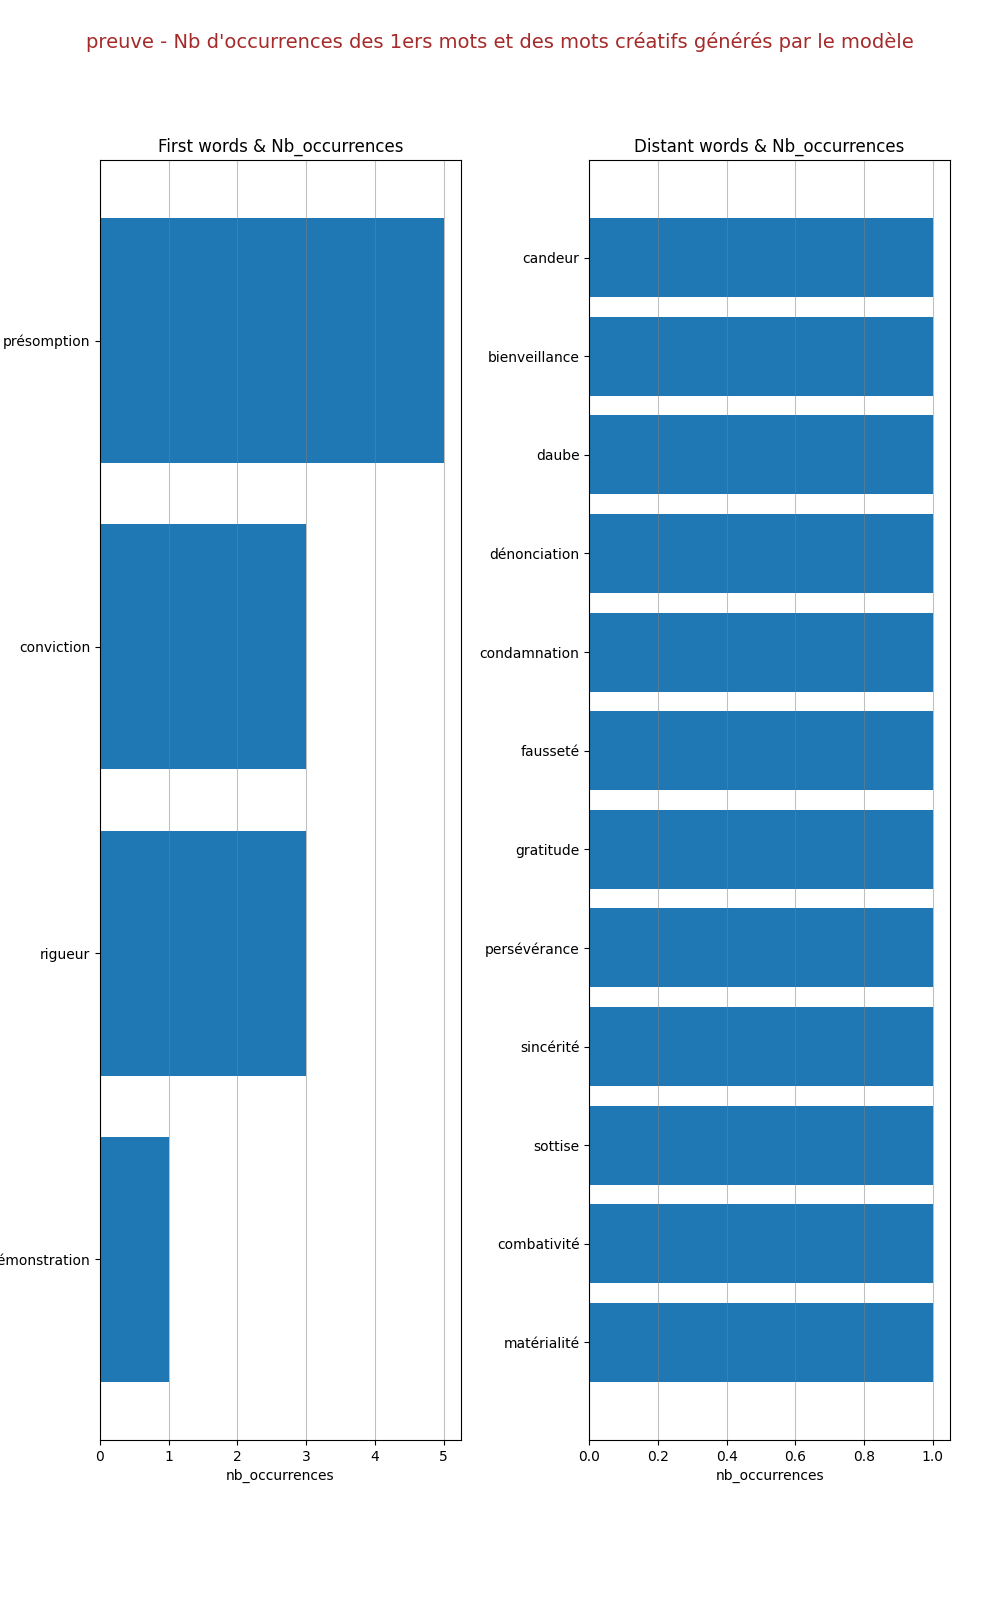 preuve - Nb d'occurrences des 1ers mots et des mots créatifs générés par le modèle
First words & Nb_occurrences
présomption
conviction
rigueur
émonstration
0 1 2 3 4 5
nb_occurrences
Distant words & Nb_occurrences
candeur
bienveillance
daube
dénonciation
condamnation
fausseté
gratitude
persévérance
sincérité
sottise
combativité
matérialité
0.0 0.2 0.4 0.6 0.8 1.0
nb_occurrences